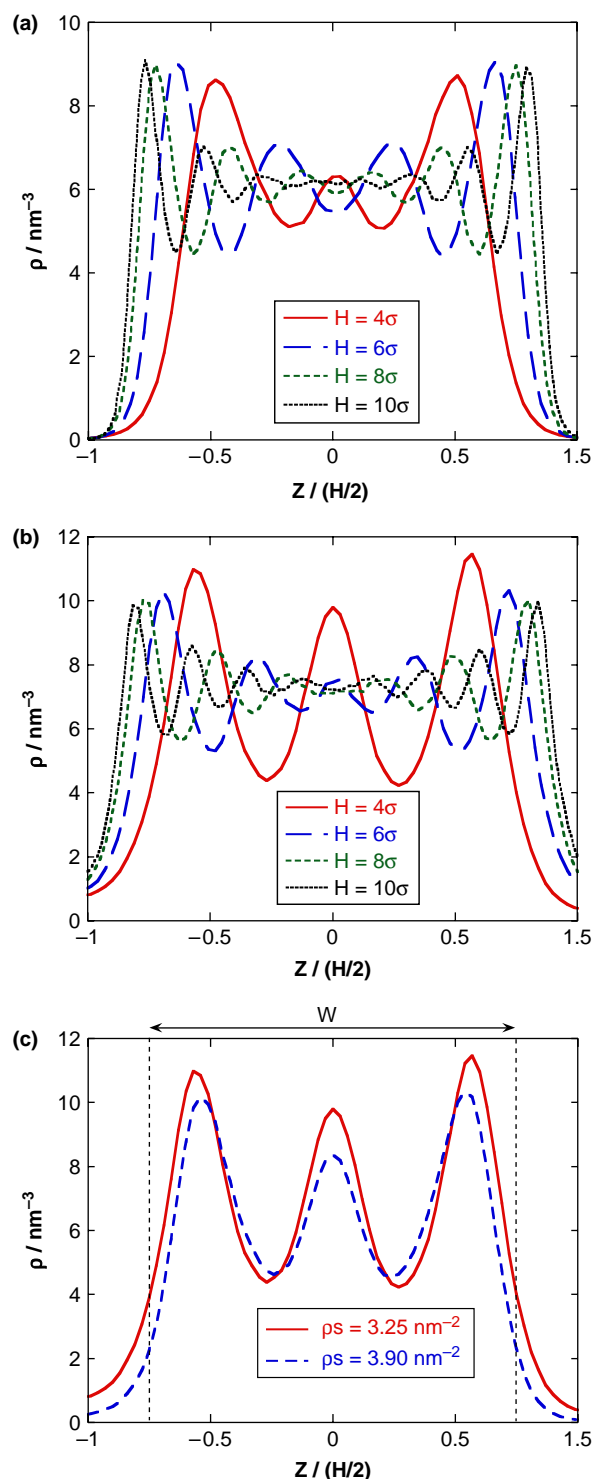 (a)
10
8
6
4
2
0
ρ / nm⁻³
H = 4σ
H = 6σ
H = 8σ
H = 10σ
−1 −0.5 0 0.5 1.5
Z / (H/2)
(b)
12
10
8
6
4
2
0
ρ / nm⁻³
H = 4σ
H = 6σ
H = 8σ
H = 10σ
−1 −0.5 0 0.5 1.5
Z / (H/2)
W
(c)
12
10
8
6
4
2
0
ρ / nm⁻³
ρs = 3.25 nm⁻²
ρs = 3.90 nm⁻²
−1 −0.5 0 0.5 1.5
Z / (H/2)